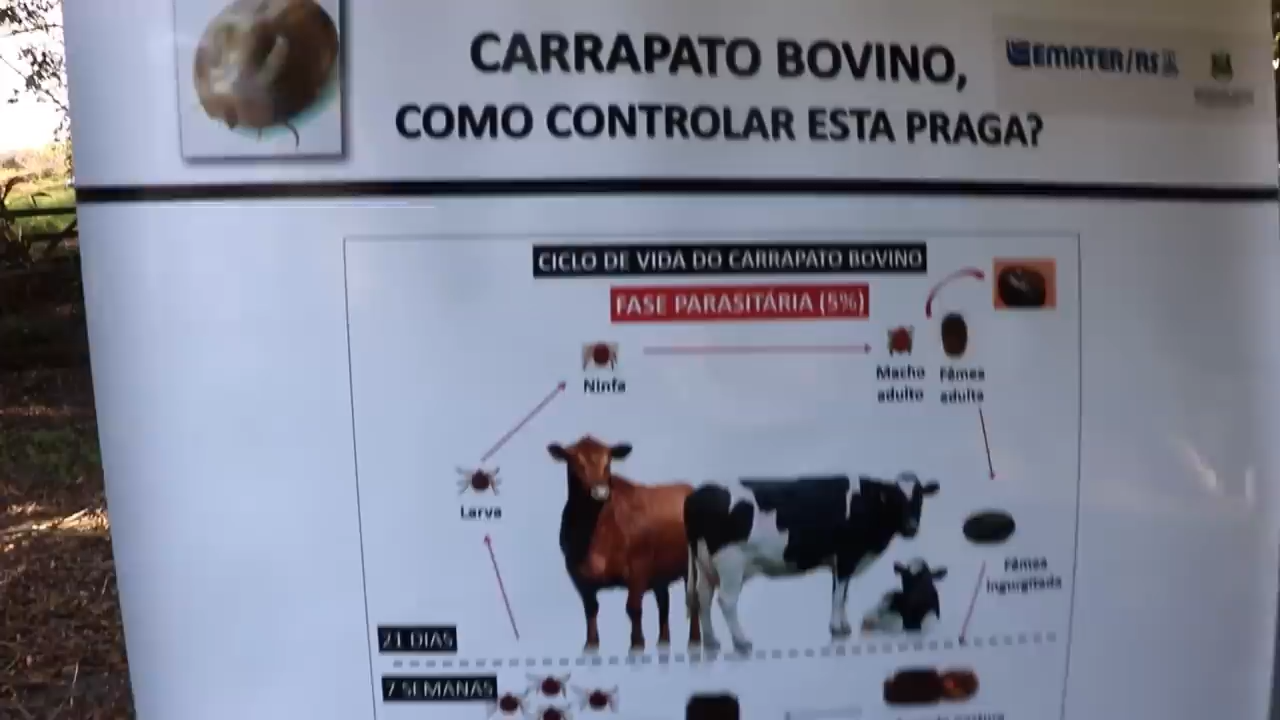 CARRAPATO BOVINO,
COMO CONTROLAR ESTA PRAGA?
EMATER/RS
CICLO DE VIDA DO CARRAPATO BOVINO
FASE PARASITÁRIA (5%)
Ninfa
Macho adulto
Fêmea adulta
Larva
Fêmea
ingurgitada
21 DIAS
7 SEMANAS